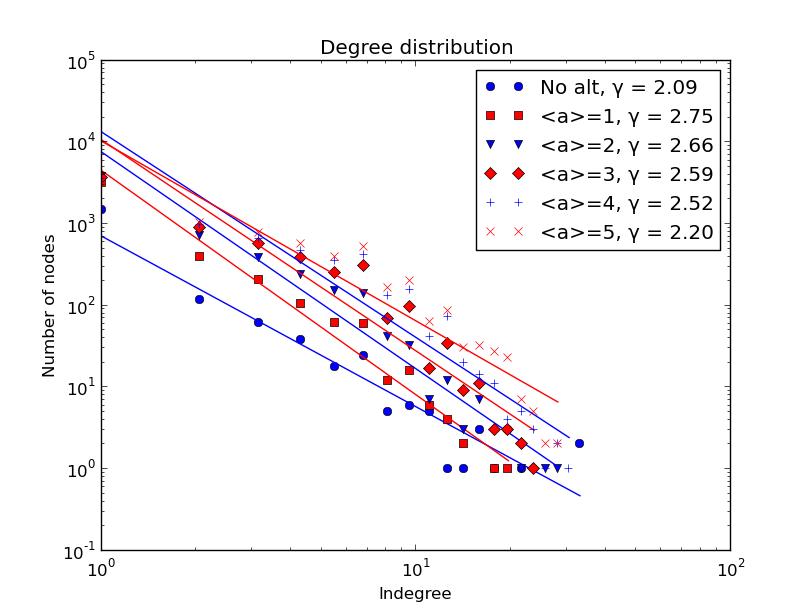 Degree distribution
No alt, γ = 2.09
<a>=1, γ = 2.75
<a>=2, γ = 2.66
<a>=3, γ = 2.59
<a>=4, γ = 2.52
<a>=5, γ = 2.20
10^5
10^4
10^3
10^2
10^1
10^0
10^-1
Number of nodes
10^0 10^1 10^2
Indegree